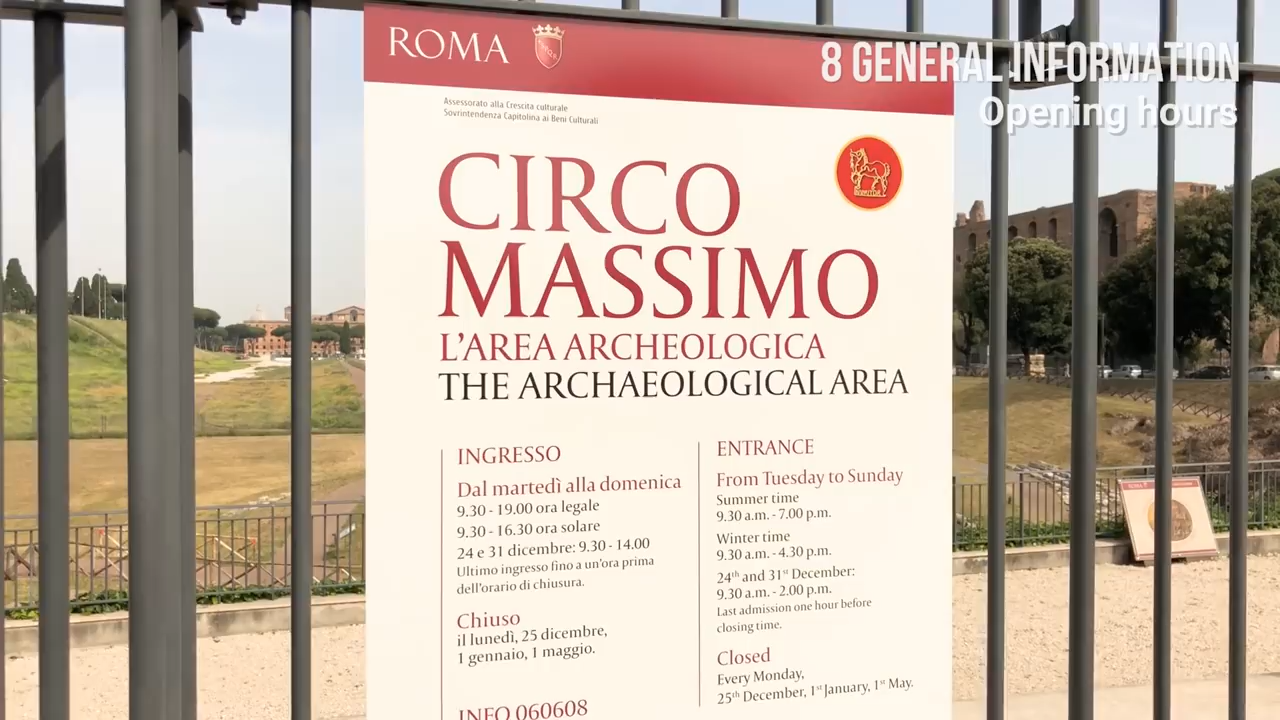 ROMA
8 GENERAL INFORMATION
Opening hours
Assessorato alla Crescita culturale
Sovrintendenza Capitolina ai Beni Culturali
CIRCO
MASSIMO
L'AREA ARCHEOLOGICA
THE ARCHAEOLOGICAL AREA
INGRESSO
Dal martedì alla domenica
9.30 - 19.00 ora legale
9.30 - 16.30 ora solare
24 e 31 dicembre: 9.30 - 14.00
Ultimo ingresso fino a un'ora prima
dell'orario di chiusura.
Chiuso
il lunedì, 25 dicembre,
1 gennaio, 1 maggio.
INFO 060608
ENTRANCE
From Tuesday to Sunday
Summer time
9.30 a.m. - 7.00 p.m.
Winter time
9.30 a.m. - 4.30 p.m.
24th and 31st December:
9.30 a.m. - 2.00 p.m.
Last admission one hour before
closing time.
Closed
Every Monday,
25th December, 1st January, 1st May.